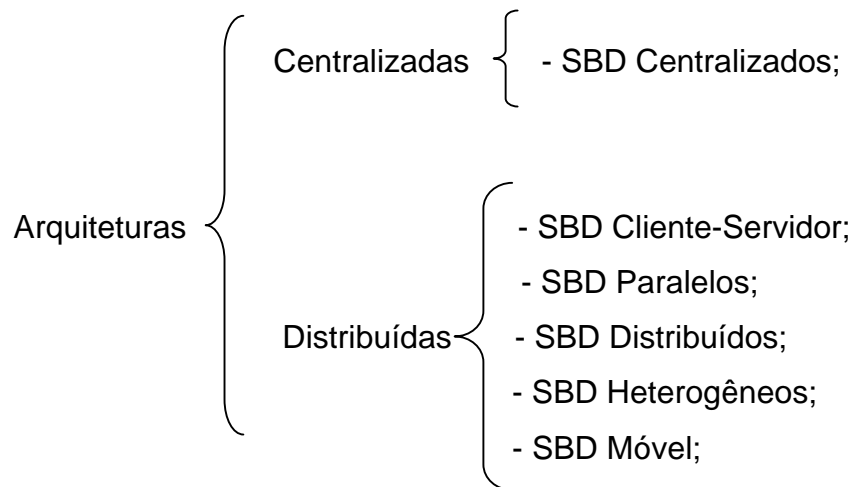 Centralizadas - SBD Centralizados;
Arquiteturas - SBD Cliente-Servidor;
- SBD Paralelos;
Distribuídas - SBD Distribuídos;
- SBD Heterogêneos;
- SBD Móvel;